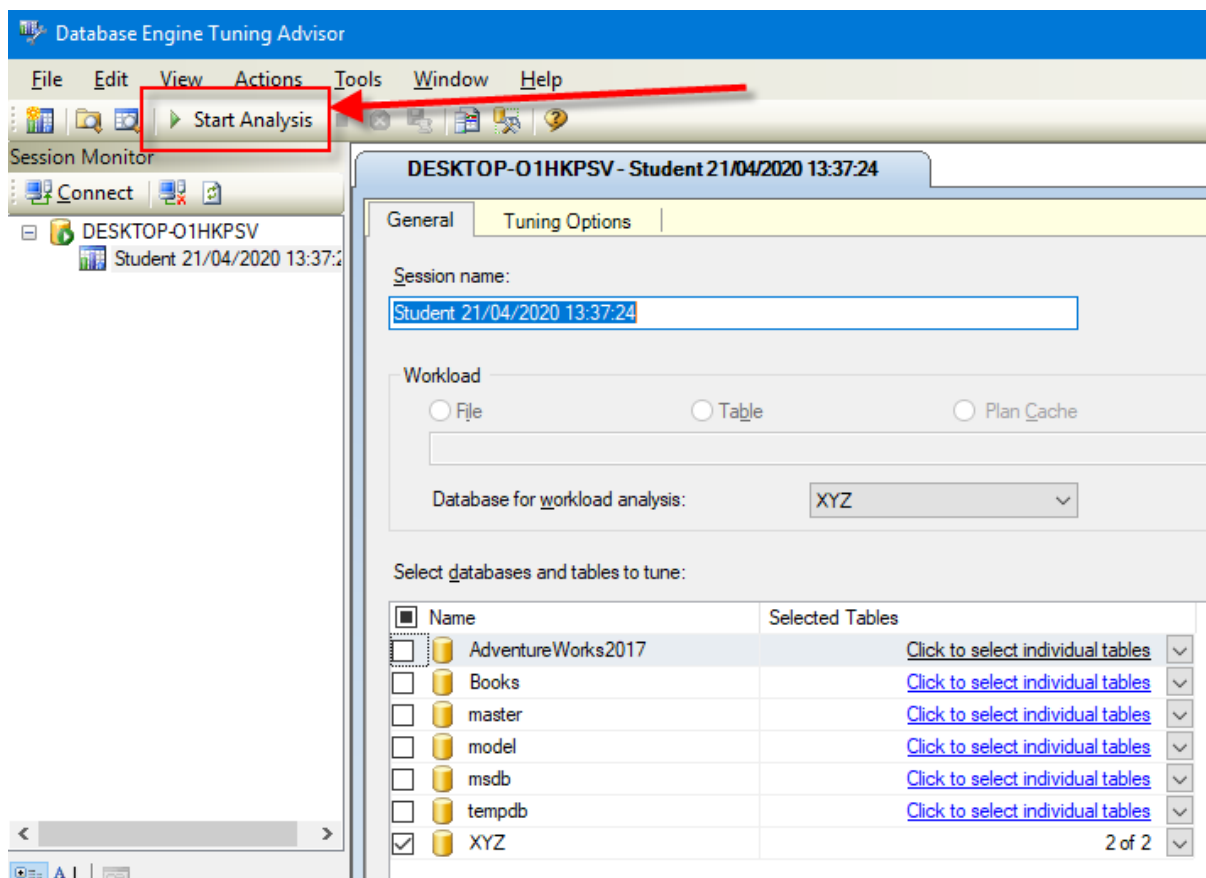 Database Engine Tuning Advisor
File Edit View Actions Tools Window Help
Start Analysis
Session Monitor
Connect
DESKTOP-O1HKPSV
Student 21/04/2020 13:37:2
DESKTOP-O1HKPSV - Student 21/04/2020 13:37:24
General Tuning Options
Session name:
Student 21/04/2020 13:37:24
Workload
File Table Plan Cache
Database for workload analysis: XYZ
Select databases and tables to tune:
Name Selected Tables
AdventureWorks2017 Click to select individual tables
Books Click to select individual tables
master Click to select individual tables
model Click to select individual tables
msdb Click to select individual tables
tempdb Click to select individual tables
XYZ 2 of 2